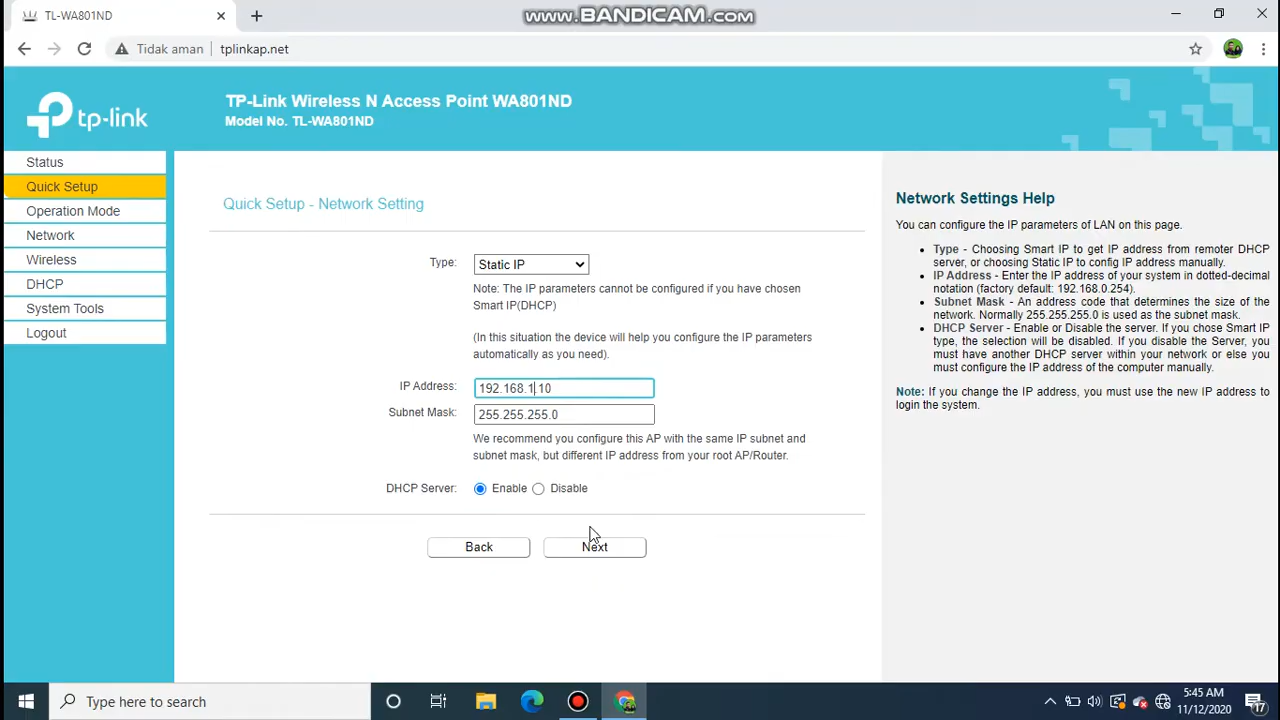 TL-WA801ND
www.BANDICAM.com
Tidak aman
tplinkap.net
tp-link
TP-Link Wireless N Access Point WA801ND
Model No. TL-WA801ND
Status
Quick Setup
Operation Mode
Network
Wireless
DHCP
System Tools
Logout
Quick Setup - Network Setting
Type:
Static IP
Note: The IP parameters cannot be configured if you have chosen
Smart IP(DHCP)
(In this situation the device will help you configure the IP parameters
automatically as you need).
IP Address:
192.168.1.10
Subnet Mask:
255.255.255.0
We recommend you configure this AP with the same IP subnet and
subnet mask, but different IP address from your root AP/Router.
DHCP Server:
Enable
Disable
Back
Next
Network Settings Help
You can configure the IP parameters of LAN on this page.
• Type - Choosing Smart IP to get IP address from remoter DHCP
server, or choosing Static IP to config IP address manually.
• IP Address - Enter the IP address of your system in dotted-decimal
notation (factory default: 192.168.0.254).
• Subnet Mask - An address code that determines the size of the
network. Normally 255.255.255.0 is used as the subnet mask.
• DHCP Server - Enable or Disable the server. If you chose Smart IP
type, the selection will be disabled. If you disable the Server, you
must have another DHCP server within your network or else you
must configure the IP address of the computer manually.
Note: If you change the IP address, you must use the new IP address to
login the system.
Type here to search
5:45 AM
11/12/2020
17